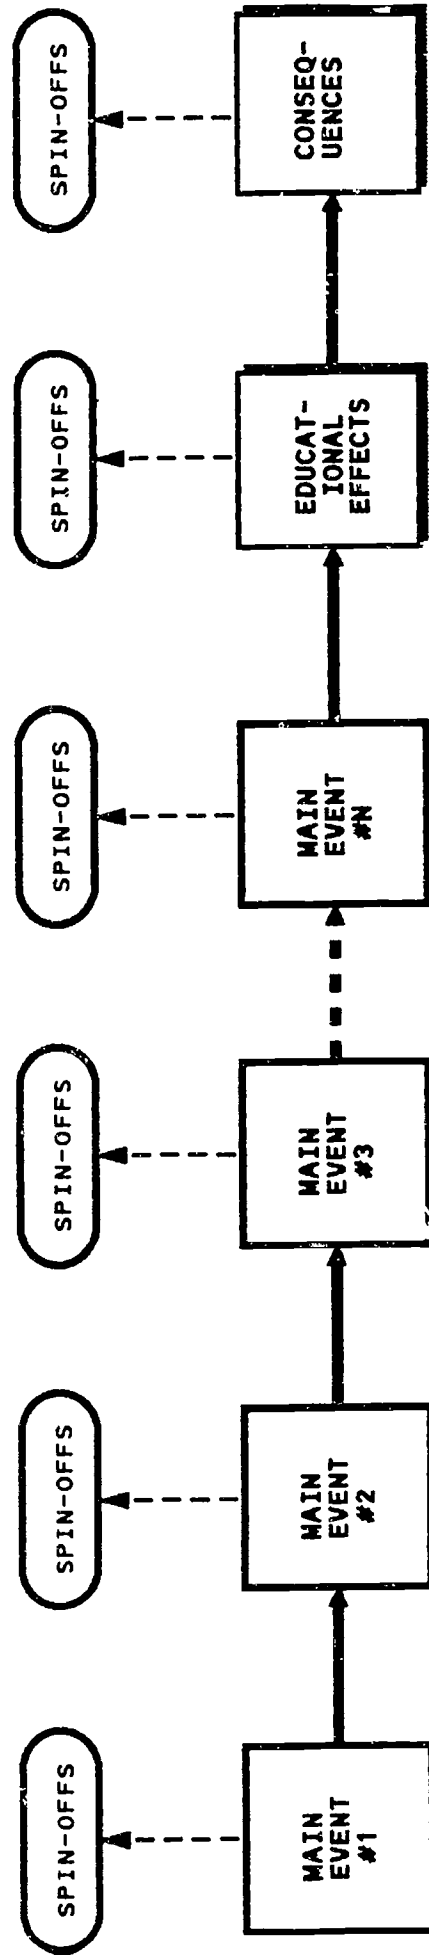 SPIN-OFFS
SPIN-OFFS
SPIN-OFFS
SPIN-OFFS
SPIN-OFFS
SPIN-OFFS
MAIN
EVENT
#1
MAIN
EVENT
#2
MAIN
EVENT
#3
MAIN
EVENT
#N
EDUCAT-
IONAL
EFFECTS
CONSEQ-
UENCES